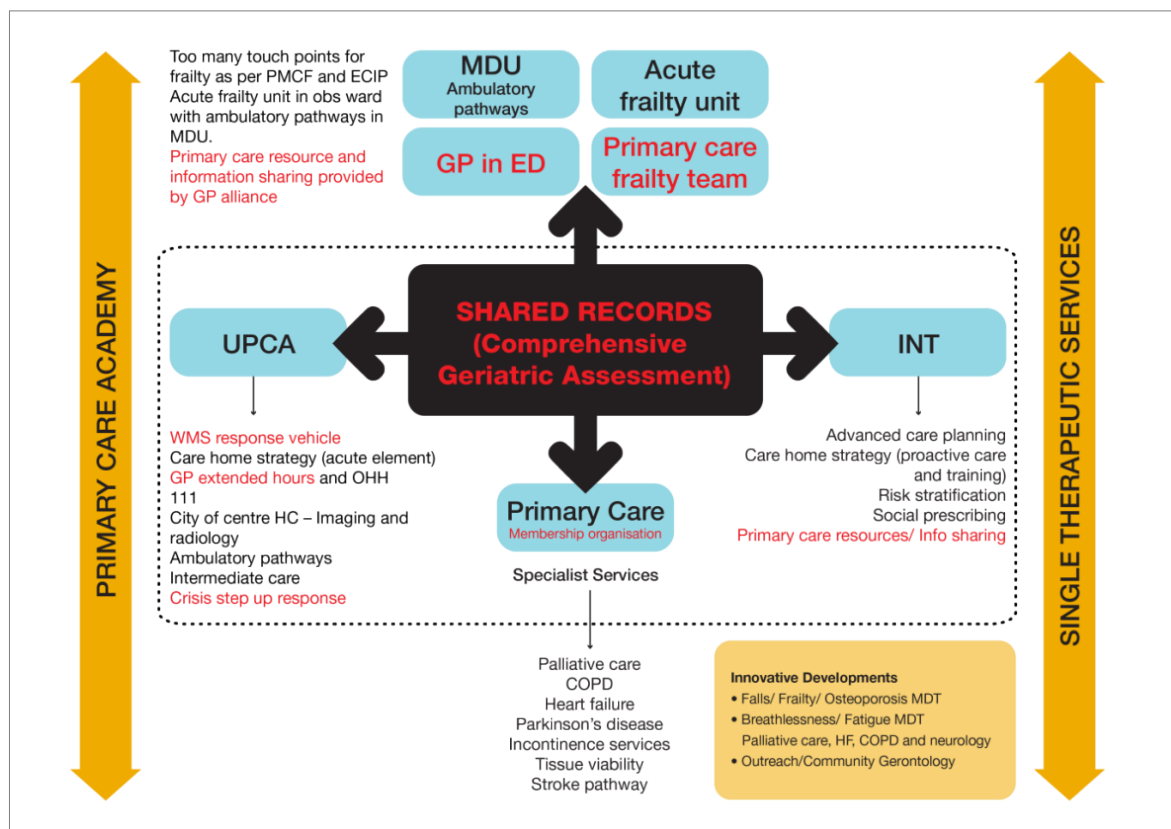 PRIMARY CARE ACADEMY
Too many touch points for
frailty as per PMCF and ECIP
Acute frailty unit in obs ward
with ambulatory pathways in
MDU.
Primary care resource and
information sharing provided
by GP alliance
MDU
Ambulatory
pathways
Acute
frailty unit
GP in ED
Primary care
frailty team
SHARED RECORDS
(Comprehensive
Geriatric Assessment)
UPCA
WMS response vehicle
Care home strategy (acute element)
GP extended hours and OHH
111
City of centre HC – Imaging and
radiology
Ambulatory pathways
Intermediate care
Crisis step up response
INT
Advanced care planning
Care home strategy (proactive care
and training)
Risk stratification
Social prescribing
Primary care resources/ Info sharing
Primary Care
Membership organisation
Specialist Services
Palliative care
COPD
Heart failure
Parkinson's disease
Incontinence services
Tissue viability
Stroke pathway
Innovative Developments
• Falls/ Frailty/ Osteoporosis MDT
• Breathlessness/ Fatigue MDT
Palliative care, HF, COPD and neurology
• Outreach/Community Gerontology
SINGLE THERAPEUTIC SERVICES